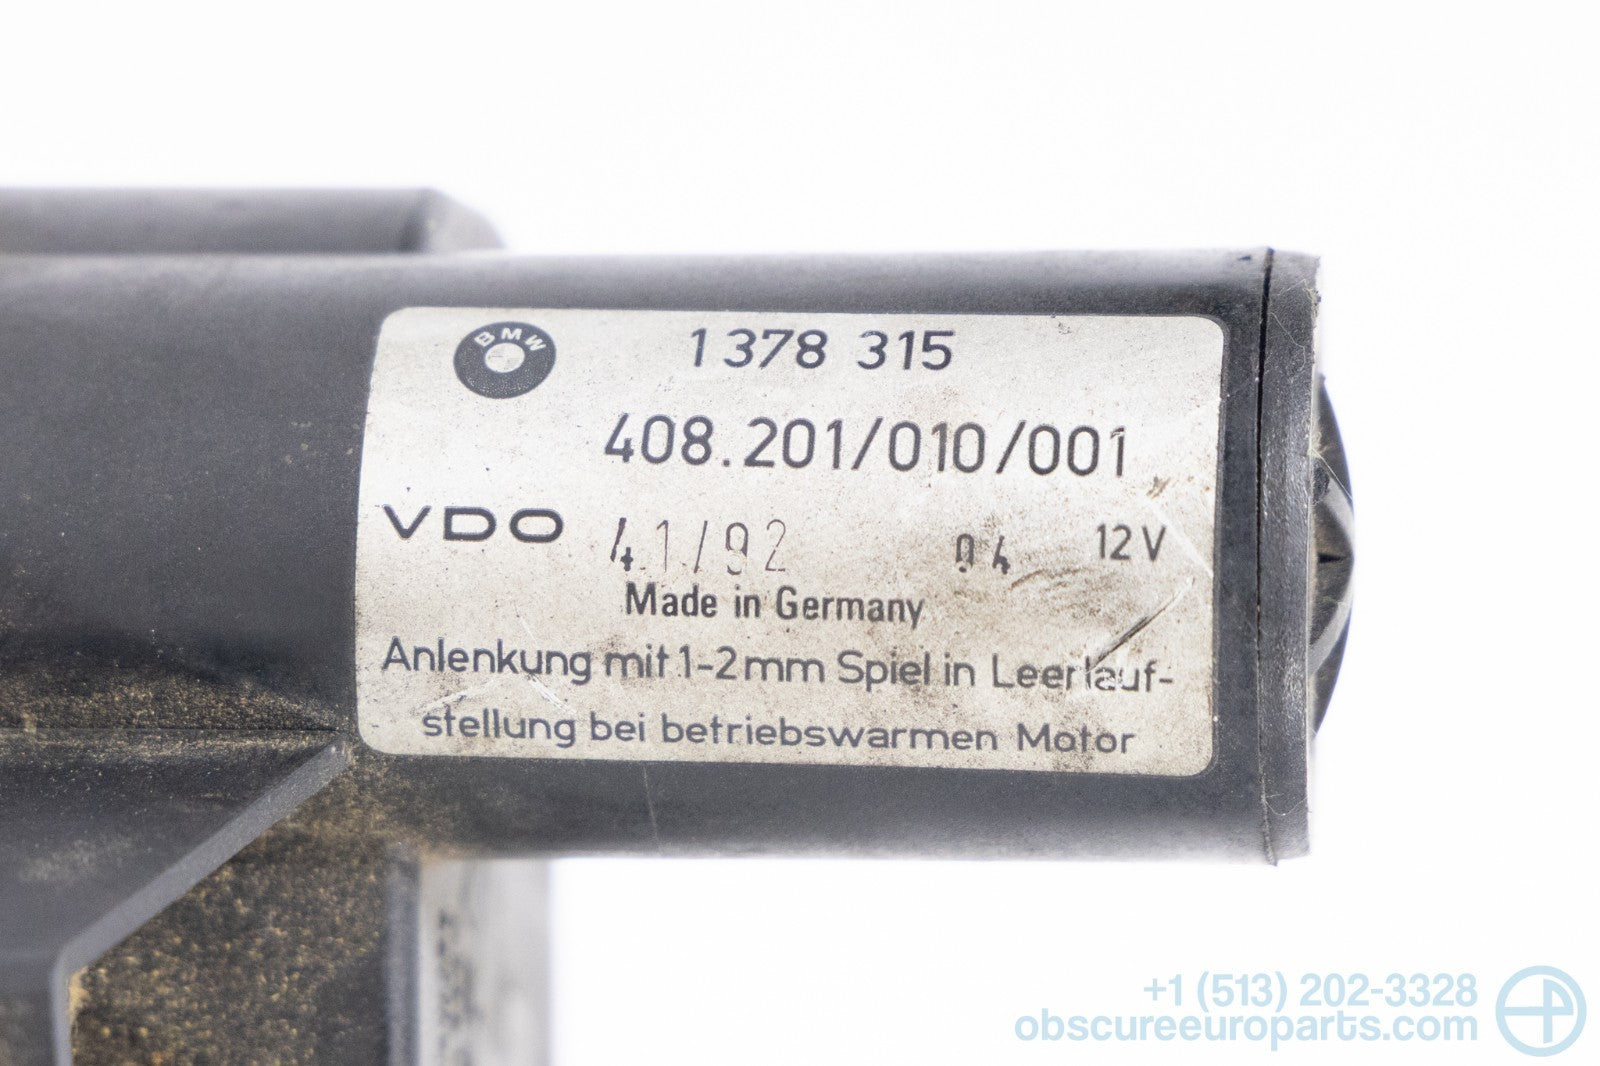 BMW 1 378 315
408.201/010/001
VDO 41/92 04 12V
Made in Germany
Anlenkung mit 1-2mm Spiel in Leerlauf-
stellung bei betriebswarmen Motor
+1 (513) 202-3328
obscureeuroparts.com